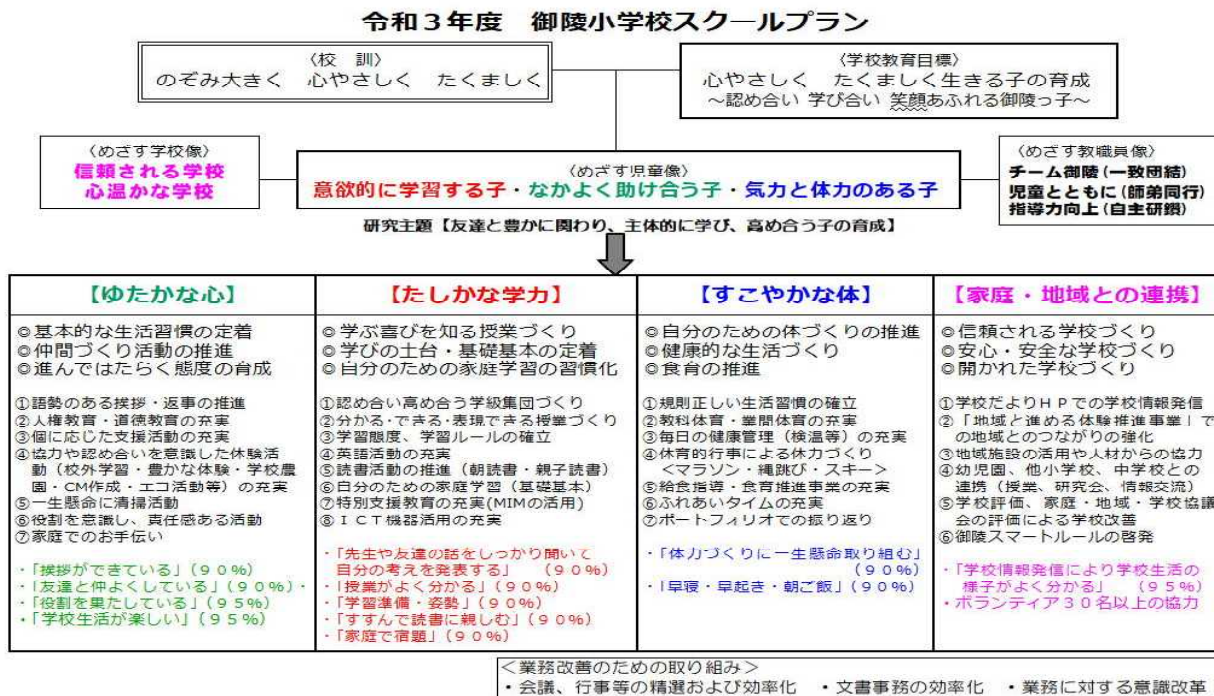 令和3年度 御陵小学校スクールプラン
〈校 訓〉
のぞみ大きく 心やさしく たくましく
〈学校教育目標〉
心やさしく たくましく生きる子の育成
～認め合い 学び合い 笑顔あふれる御陵っ子～
〈めざす学校像〉
信頼される学校
心温かな学校
〈めざす児童像〉
意欲的に学習する子・なかよく助け合う子・気力と体力のある子
〈めざす教職員像〉
チーム御陵(一致団結)
児童とともに(師弟同行)
指導力向上(自主研鑽)
研究主題【友達と豊かに関わり、主体的に学び、高め合う子の育成】
【ゆたかな心】
◎基本的な生活習慣の定着
◎仲間づくり活動の推進
◎進んではたらく態度の育成
①語勢のある挨拶・返事の推進
②人権教育・道徳教育の充実
③個に応じた支援活動の充実
④協力や認め合いを意識した体験活
動（校外学習・豊かな体験・学校農
園・CM作成・エコ活動等）の充実
⑤一生懸命に清掃活動
⑥役割を意識し、責任感ある活動
⑦家庭でのお手伝い
・「挨拶ができている」（90％）
・「友達と仲よくしている」（90％）・
・「役割を果たしている」（95％）
・「学校生活が楽しい」（95％）
【たしかな学力】
◎学ぶ喜びを知る授業づくり
◎学びの土台・基礎基本の定着
◎自分のための家庭学習の習慣化
①認め合い高め合う学級集団づくり
②分かる・できる・表現できる授業づくり
③学習態度、学習ルールの確立
④英語活動の充実
⑤読書活動の推進（朝読書・親子読書）
⑥自分のための家庭学習（基礎基本）
⑦特別支援教育の充実(MIMの活用)
⑧ＩＣＴ機器活用の充実
・「先生や友達の話をしっかり聞いて
自分の考えを発表する」 （90％）
・「授業がよく分かる」（90％）
・「学習準備・姿勢」（90％）
・「すすんで読書に親しむ」（90％）
・「家庭で宿題」（90％）
【すこやかな体】
◎自分のための体づくりの推進
◎健康的な生活づくり
◎食育の推進
①規則正しい生活習慣の確立
②教科体育・業間体育の充実
③毎日の健康管理（検温等）の充実
④体育的行事による体力づくり
＜マラソン・縄跳び・スキー＞
⑤給食指導・食育推進事業の充実
⑥ふれあいタイムの充実
⑦ポートフォリオでの振り返り
・「体力づくりに一生懸命取り組む」
（90％）
・「早寝・早起き・朝ご飯」（90％）
【家庭・地域との連携】
◎信頼される学校づくり
◎安心・安全な学校づくり
◎開かれた学校づくり
①学校だよりＨＰでの学校情報発信
②「地域と進める体験推進事業」で
の地域とのつながりの強化
③地域施設の活用や人材からの協力
④幼児園、他小学校、中学校との
連携（授業、研究会、情報交流）
⑤学校評価、家庭・地域・学校協議
会の評価による学校改善
⑥御陵スマートルールの啓発
・「学校情報発信により学校生活の
様子がよく分かる」（95％）
・ボランティア30名以上の協力
＜業務改善のための取り組み＞
・会議、行事等の精選および効率化 ・文書事務の効率化 ・業務に対する意識改革